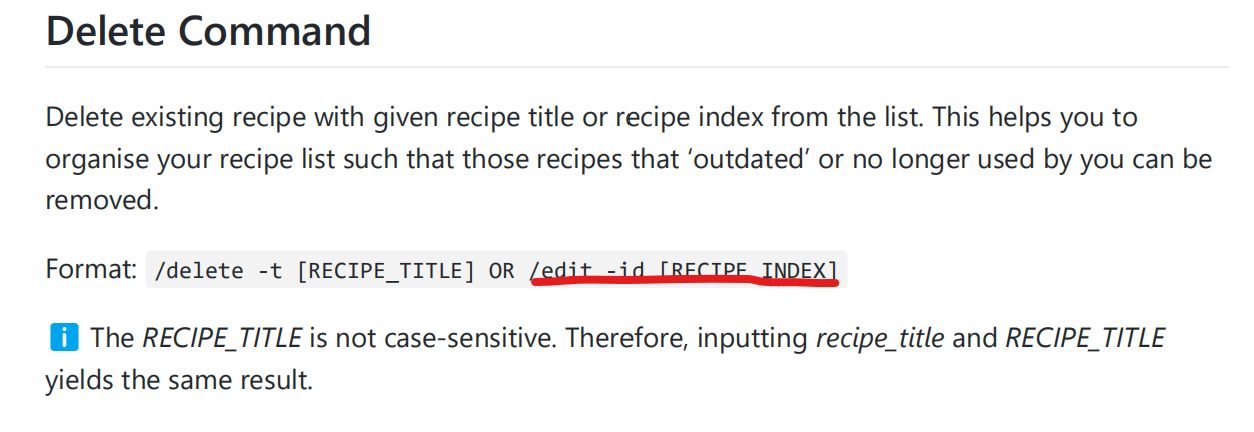 Delete Command
Delete existing recipe with given recipe title or recipe index from the list. This helps you to
organise your recipe list such that those recipes that ‘outdated’ or no longer used by you can be
removed.
Format: /delete -t [RECIPE_TITLE] OR /edit -id [RECIPE_INDEX]
i The RECIPE_TITLE is not case-sensitive. Therefore, inputting recipe_title and RECIPE_TITLE
yields the same result.